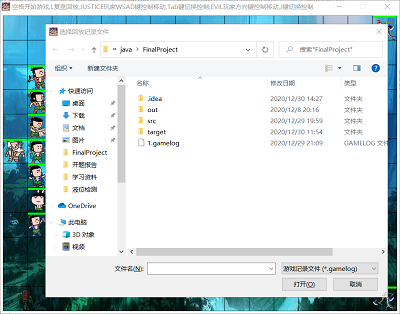 空格开始游戏,L复盘回放,JUSTICE玩家WSAD键控制移动,Tab键切换控制;EVIL玩家方向键控制移动,J键切换控制
选择回放记录文件
« java › FinalProject
搜索"FinalProject"
组织 新建文件夹
名称 修改日期 类型
快速访问
桌面
下载
文档
图片
FinalProject
开题报告
学习资料
液位检测
OneDrive
此电脑
3D 对象
视频
.idea 2020/12/30 14:27 文件夹
out 2020/12/8 20:16 文件夹
src 2020/12/29 19:59 文件夹
target 2020/12/30 11:54 文件夹
1.gamelog 2020/12/29 21:09 GAMELOG 文件
文件名(N): 游戏记录文件 (*.gamelog)
打开(O) 取消